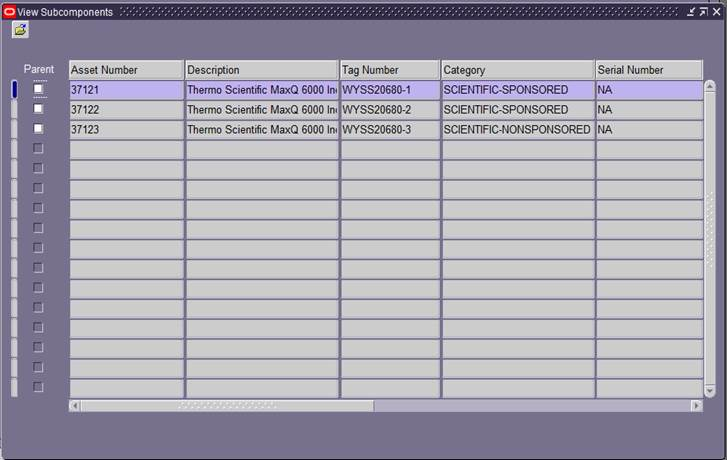 View Subcomponents
Parent Asset Number Description Tag Number Category Serial Number
37121 Thermo Scientific MaxQ 6000 In WYSS20680-1 SCIENTIFIC-SPONSORED NA
37122 Thermo Scientific MaxQ 6000 In WYSS20680-2 SCIENTIFIC-SPONSORED NA
37123 Thermo Scientific MaxQ 6000 In WYSS20680-3 SCIENTIFIC-NONSPONSORED NA